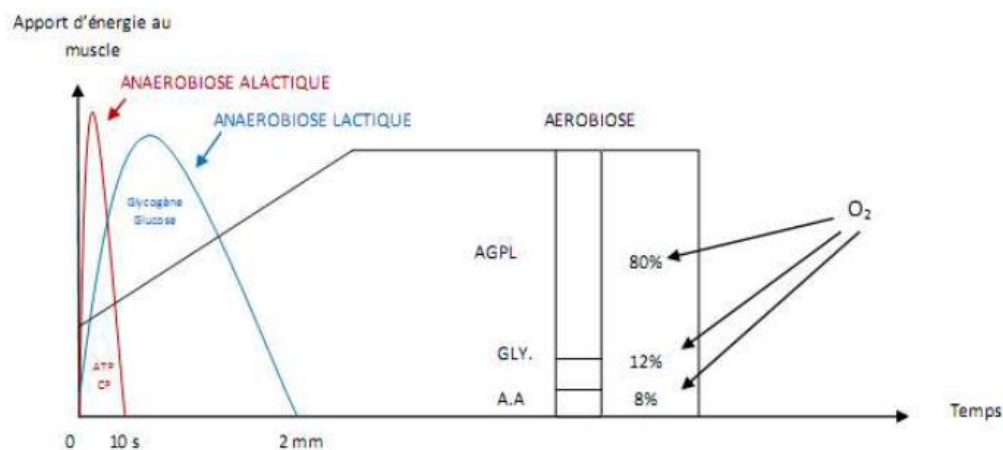 Apport d'énergie au
muscle
ANAEROBIOSE ALACTIQUE
ANAEROBIOSE LACTIQUE
AEROBIOSE
Glycogène
Glucose
O2
AGPL
80%
GLY.
12%
ATP
CP
A.A
8%
Temps
0
10 s
2 mm